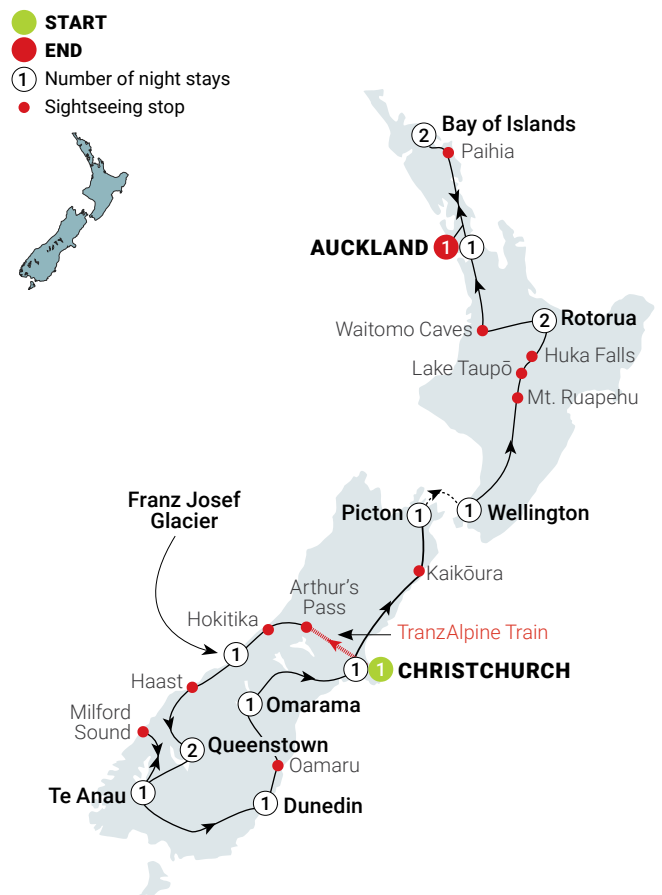 START
END
1 Number of night stays
Sightseeing stop
2 Bay of Islands
Paihia
AUCKLAND 1 1
Waitomo Caves
2 Rotorua
Huka Falls
Lake Taupō
Mt. Ruapehu
Franz Josef
Glacier
Picton 1
1 Wellington
Kaikōura
Arthur's
Pass
Hokitika
TranzAlpine Train
1
1 1 CHRISTCHURCH
Haast
1 Omarama
Milford
Sound
2 Queenstown
Oamaru
Te Anau 1
1 Dunedin